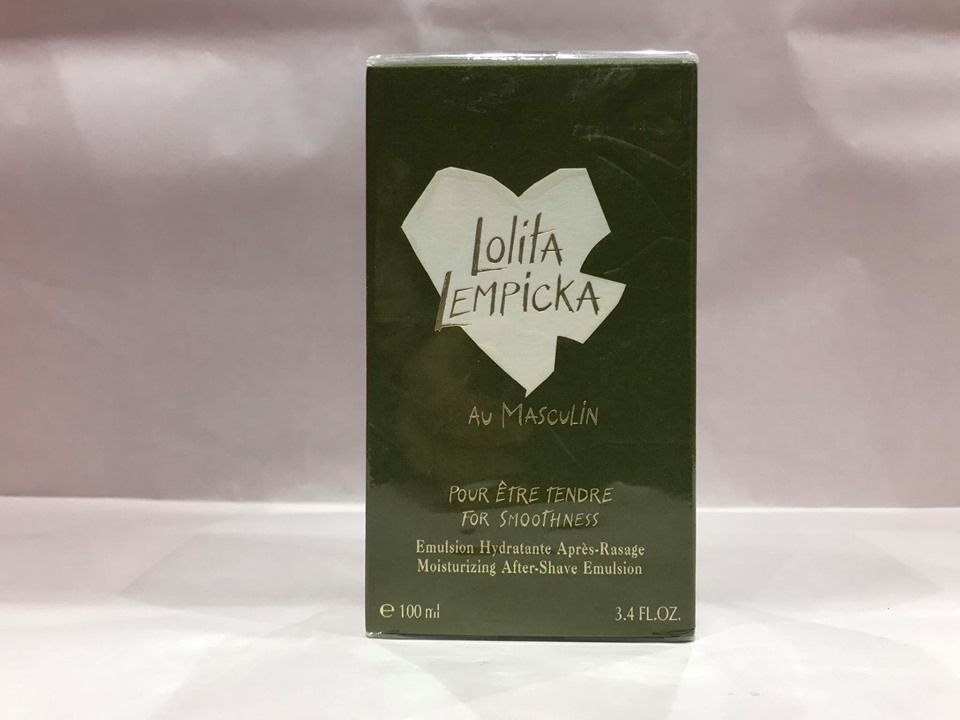 Lolita
LEMPICKA
AU MASCULIN
POUR ÊTRE TENDRE
FOR SMOOTHNESS
Emulsion Hydratante Après-Rasage
Moisturizing After-Shave Emulsion
℮ 100 ml 3.4 FL.OZ.